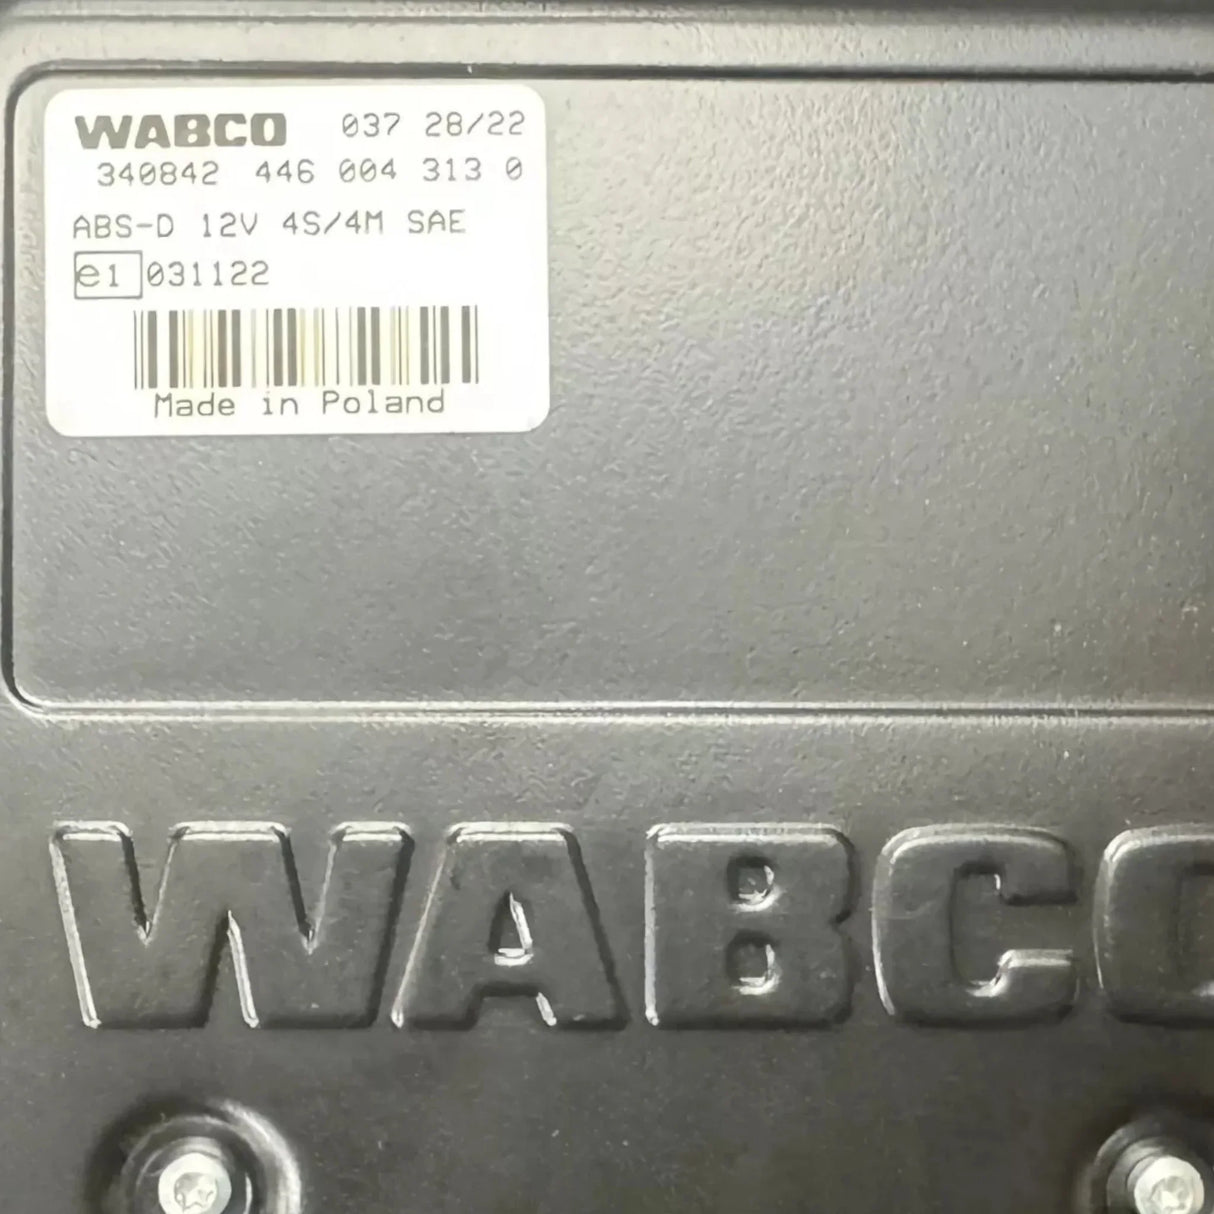 WABCO 037 28/22
340842 446 004 313 0
ABS-D 12V 4S/4M SAE
e1 031122
Made in Poland
WABCO